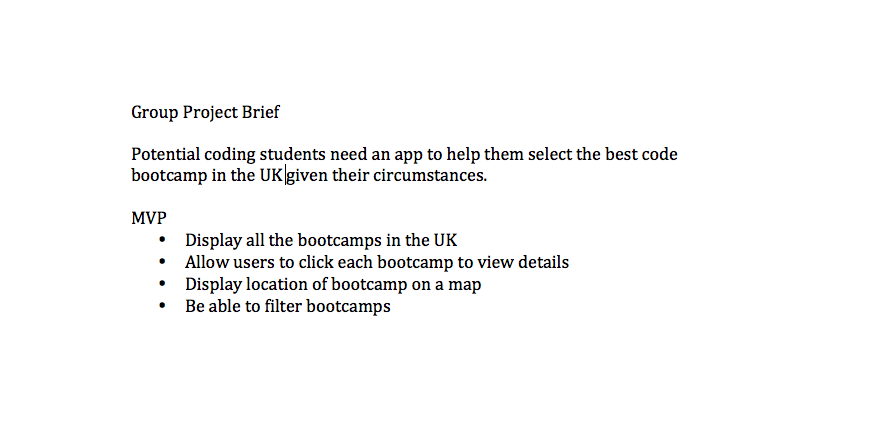 Group Project Brief
Potential coding students need an app to help them select the best code
bootcamp in the UK given their circumstances.
MVP
• Display all the bootcamps in the UK
• Allow users to click each bootcamp to view details
• Display location of bootcamp on a map
• Be able to filter bootcamps